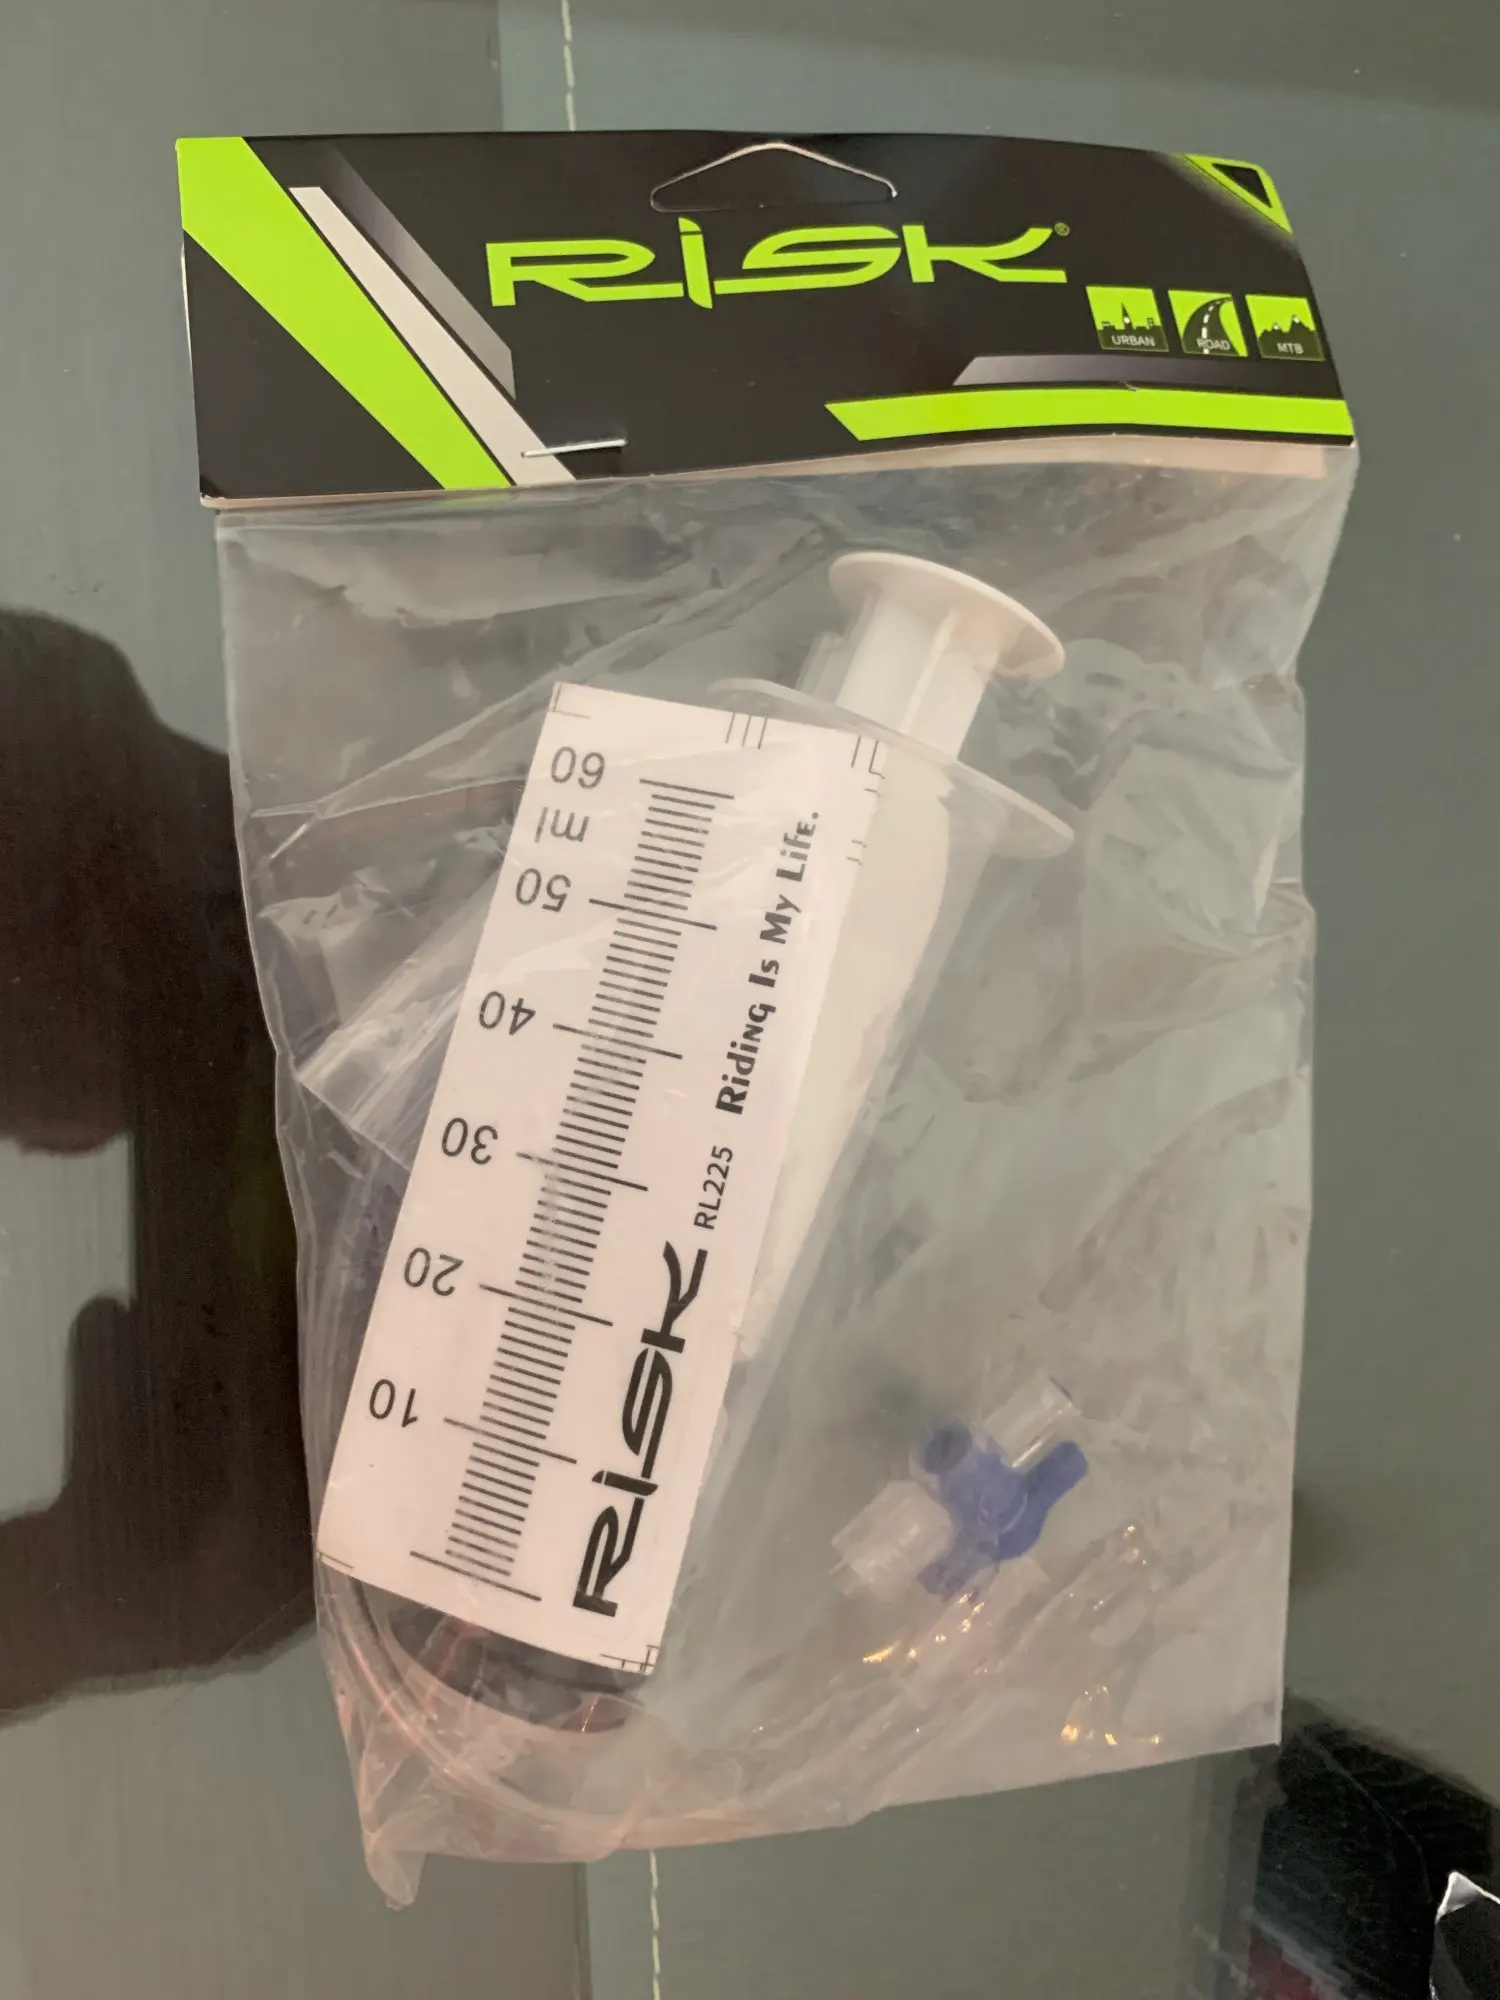 RISK®
URBAN
ROAD
MTB
60
ml
50
40
30
20
10
RISK RL225 Riding Is My Life.